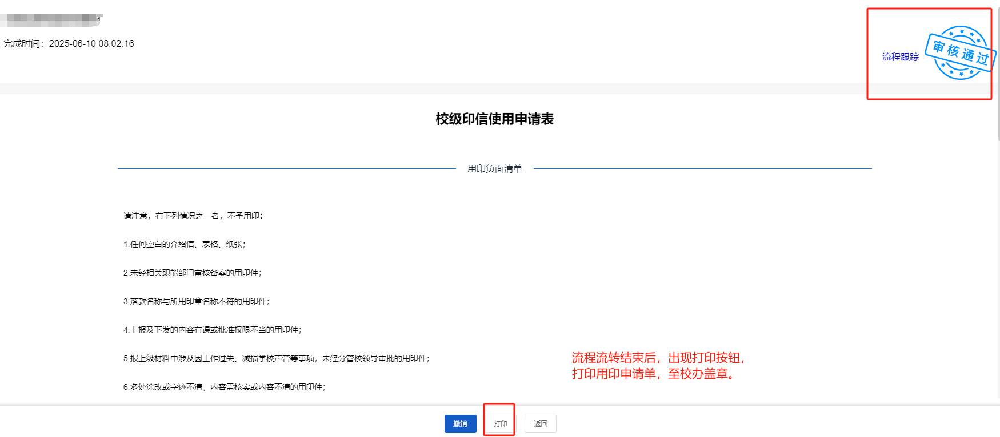 完成时间：2025-06-10 08:02:16
流程跟踪
审核通过
校级印信使用申请表
用印负面清单
请注意，有下列情况之一者，不予用印：
1.任何空白的介绍信、表格、纸张；
2.未经相关职能部门审核备案的用印件；
3.落款名称与所用印章名称不符的用印件；
4.上报及下发的内容有误或批准权限不当的用印件；
5.报上级材料中涉及因工作过失、减损学校声誉等事项，未经分管校领导审批的用印件；
6.多处涂改或字迹不清、内容需核实或内容不清的用印件；
流程流转结束后，出现打印按钮，
打印用印申请单，至校办盖章。
撤销
打印
返回